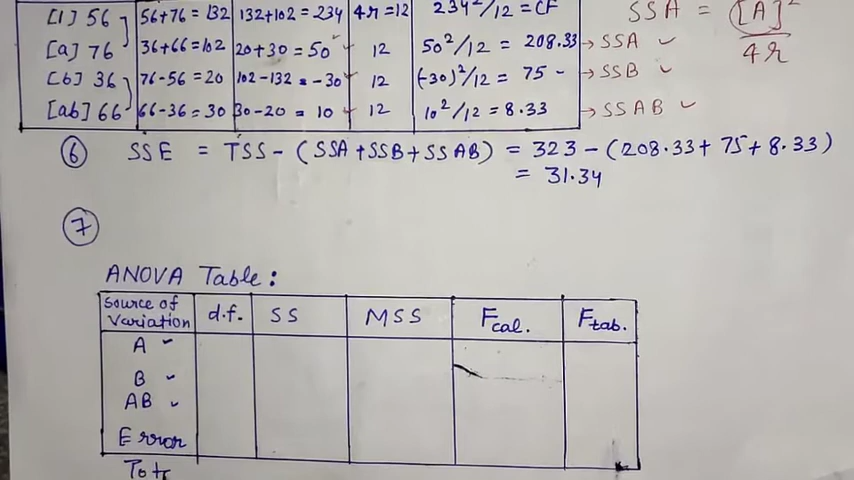 SSA = [A]²
4r
[1] 56 56+76 = 132 132+102 = 234 4r = 12 234²/12 = CF
[a] 76 36+66 = 102 20+30 = 50 12 50²/12 = 208.33 → SSA ✓
[b] 36 76-56 = 20 102-132 = -30 12 (-30)²/12 = 75 → SSB ✓
[ab] 66 66-36 = 30 30-20 = 10 12 10²/12 = 8.33 → SSAB ✓
⑥ SSE = TSS - (SSA + SSB + SSAB) = 323 - (208.33 + 75 + 8.33)
= 31.34
⑦
ANOVA Table :
Source of Variation d.f. SS MSS Fcal. Ftab.
A
B
AB
Error
Tot